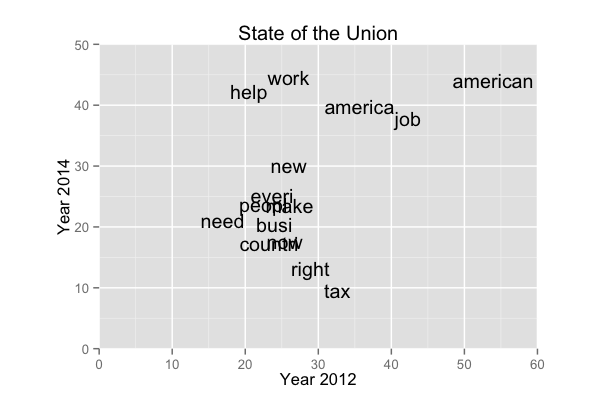 State of the Union
50
40
30
20
10
0
Year 2014
work
help
american
america
job
new
everi
peopl
make
need
busi
countri
now
right
tax
0 10 20 30 40 50 60
Year 2012